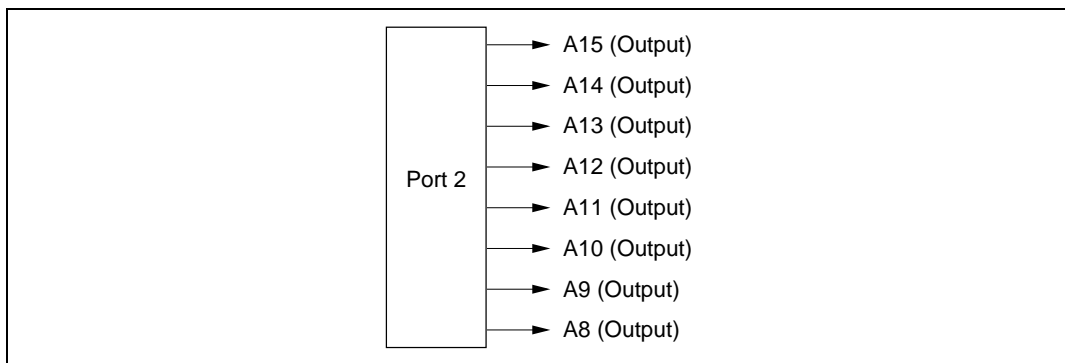 A15 (Output)
A14 (Output)
A13 (Output)
A12 (Output)
Port 2
A11 (Output)
A10 (Output)
A9 (Output)
A8 (Output)